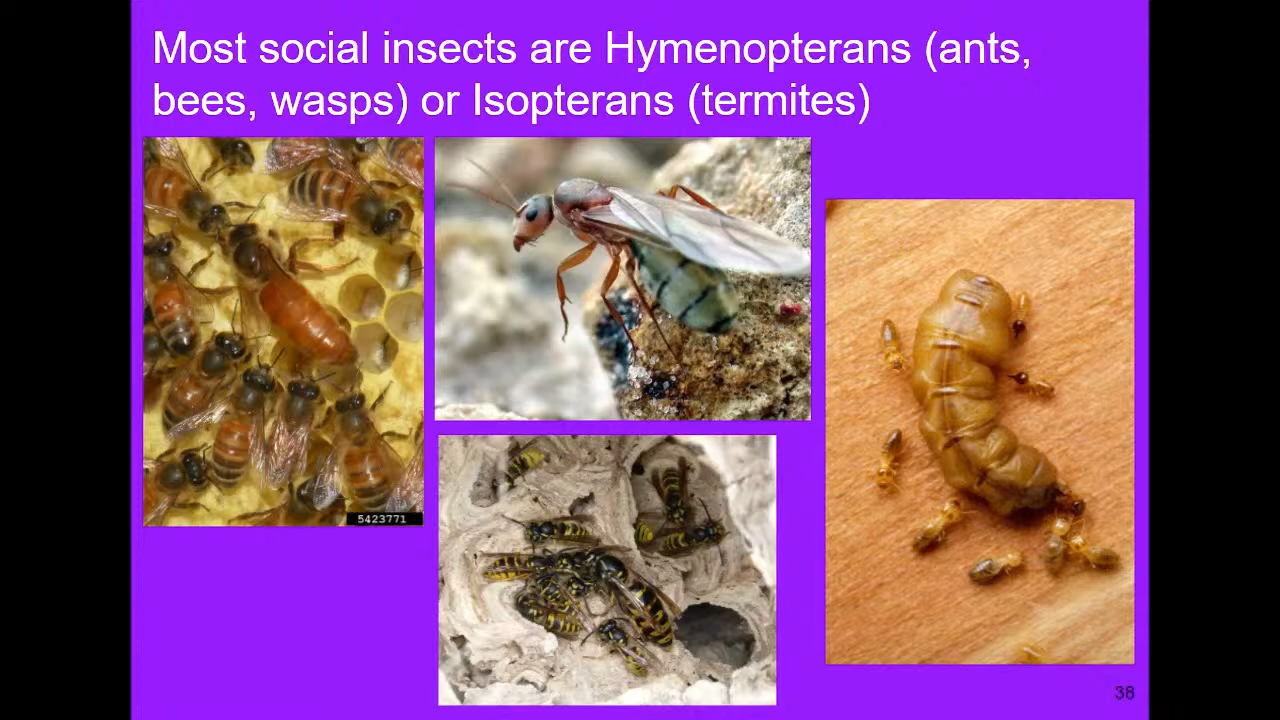 Most social insects are Hymenopterans (ants,
bees, wasps) or Isopterans (termites)
5423771
38